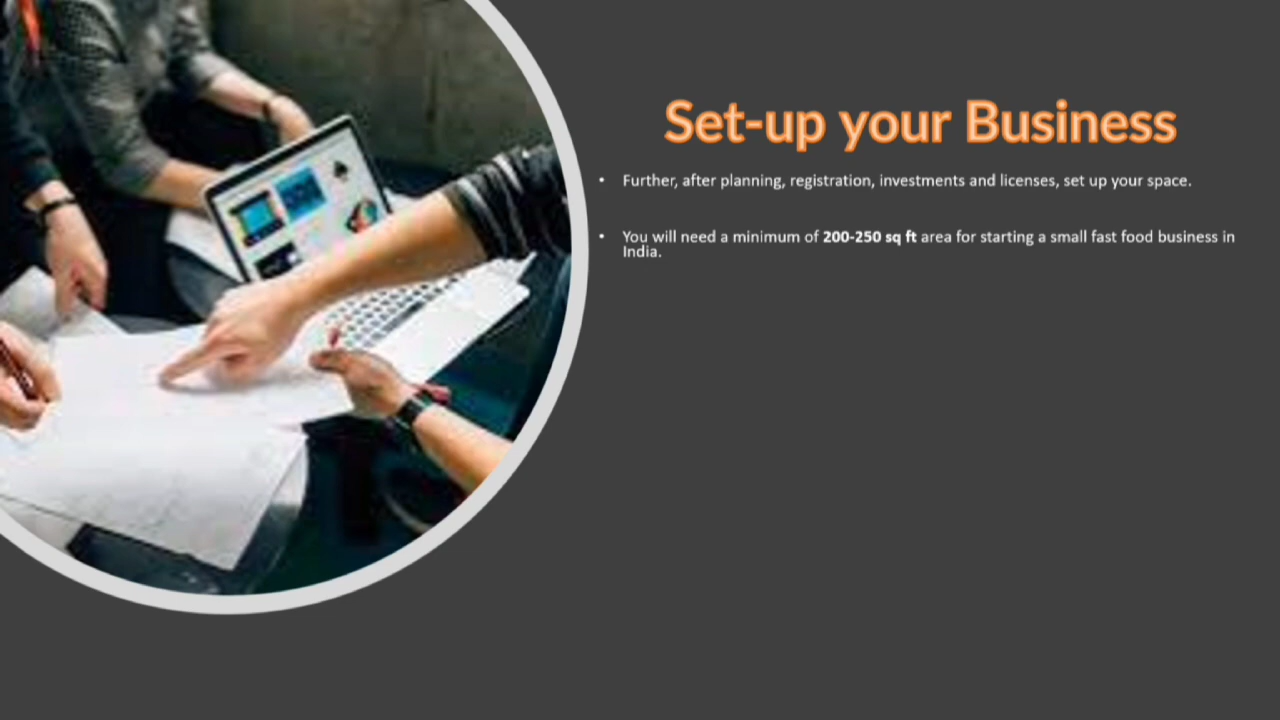 Set-up your Business
• Further, after planning, registration, investments and licenses, set up your space.
• You will need a minimum of 200-250 sq ft area for starting a small fast food business in
India.